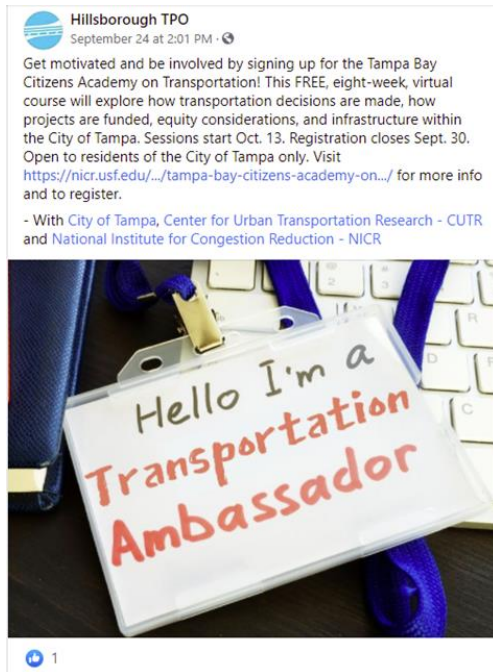 Hillsborough TPO
September 24 at 2:01 PM ·
Get motivated and be involved by signing up for the Tampa Bay
Citizens Academy on Transportation! This FREE, eight-week, virtual
course will explore how transportation decisions are made, how
projects are funded, equity considerations, and infrastructure within
the City of Tampa. Sessions start Oct. 13. Registration closes Sept. 30.
Open to residents of the City of Tampa only. Visit
https://nicr.usf.edu/.../tampa-bay-citizens-academy-on.../ for more info
and to register.
- With City of Tampa, Center for Urban Transportation Research - CUTR
and National Institute for Congestion Reduction - NICR
2
3
R
D
F
C
Hello I'm a
Transportation
Ambassador
1